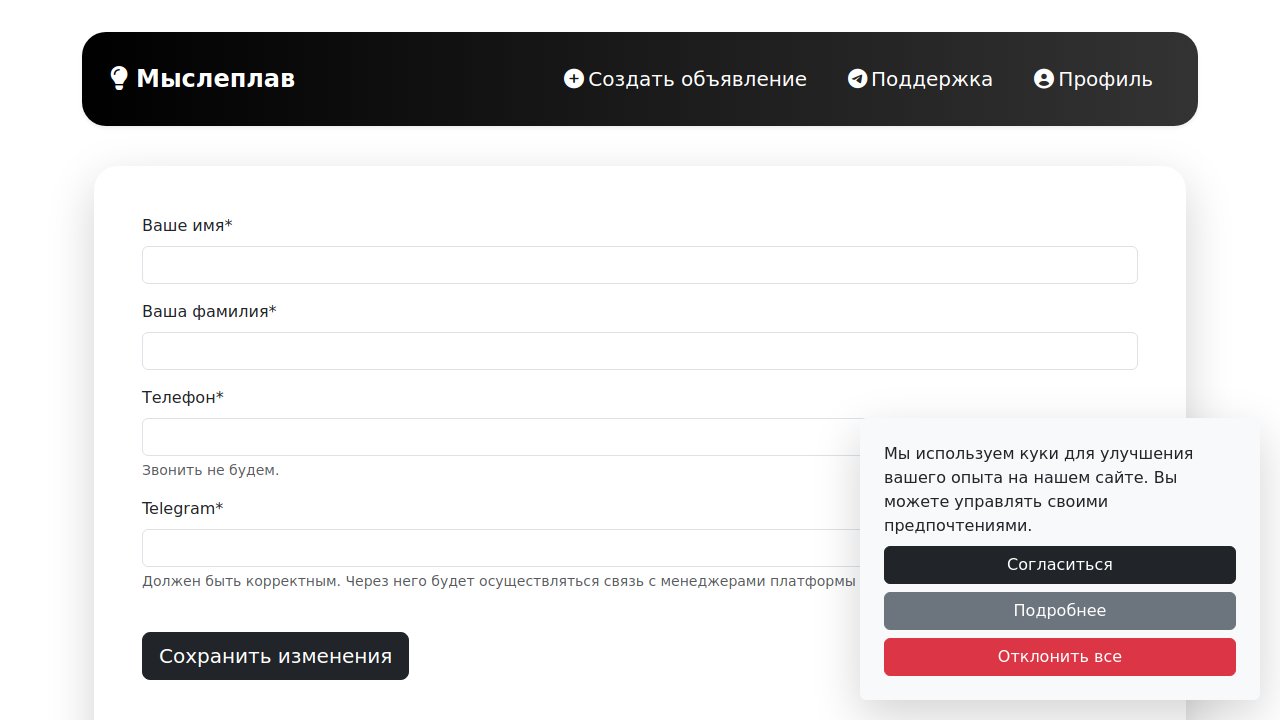 Мыслеплав
Создать объявление
Поддержка
Профиль
Ваше имя*
Ваша фамилия*
Телефон*
Звонить не будем.
Telegram*
Должен быть корректным. Через него будет осуществляться связь с менеджерами платформы
Сохранить изменения
Мы используем куки для улучшения
вашего опыта на нашем сайте. Вы
можете управлять своими
предпочтениями.
Согласиться
Подробнее
Отклонить все